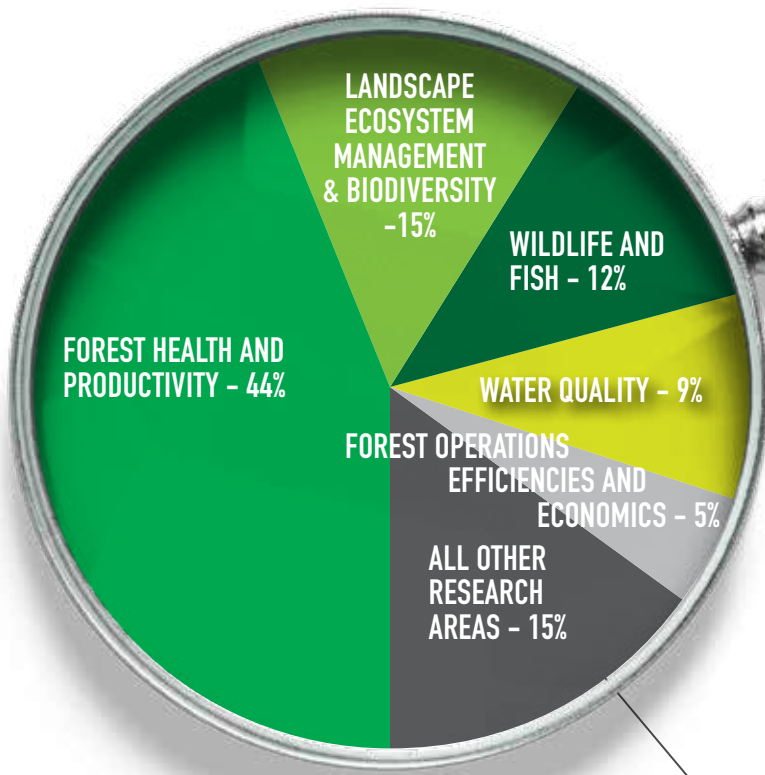 LANDSCAPE
ECOSYSTEM
MANAGEMENT
& BIODIVERSITY
-15%
WILDLIFE AND
FISH - 12%
FOREST HEALTH AND
PRODUCTIVITY - 44%
WATER QUALITY - 9%
FOREST OPERATIONS
EFFICIENCIES AND
ECONOMICS - 5%
ALL OTHER
RESEARCH
AREAS - 15%